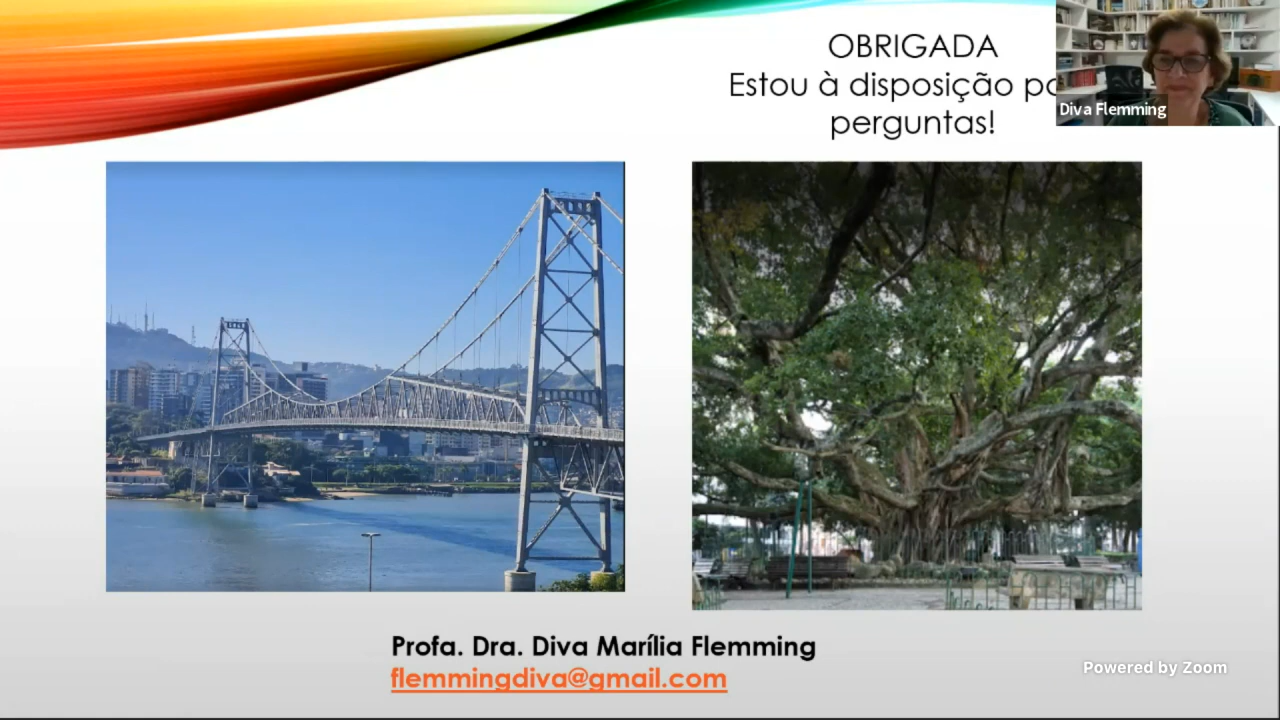 OBRIGADA
Estou à disposição
perguntas!
Diva Flemming
Profa. Dra. Diva Marília Flemming
flemmingdiva@gmail.com
Powered by Zoom